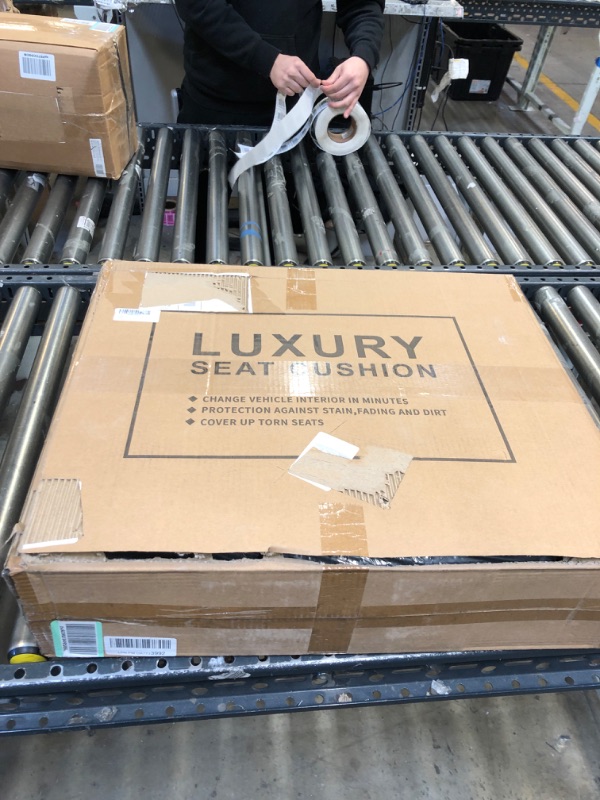 LUXURY
SEAT CUSHION
◆ CHANGE VEHICLE INTERIOR IN MINUTES
◆ PROTECTION AGAINST STAIN,FADING AND DIRT
◆ COVER UP TORN SEATS